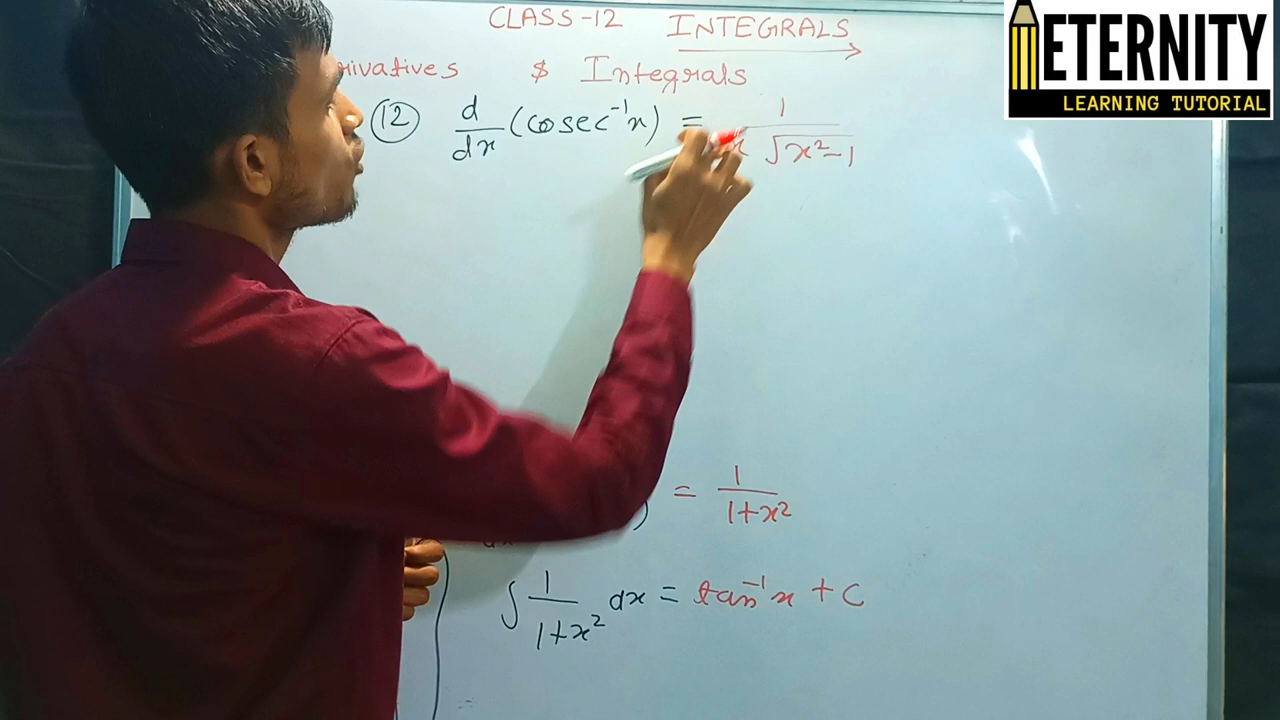 CLASS-12 INTEGRALS
rivatives & Integrals
12 d/dx (cosec⁻¹x) = 1/x √x²-1
) = 1/1+x²
∫ 1/1+x² dx = tan⁻¹x + C
ETERNITY
LEARNING TUTORIAL